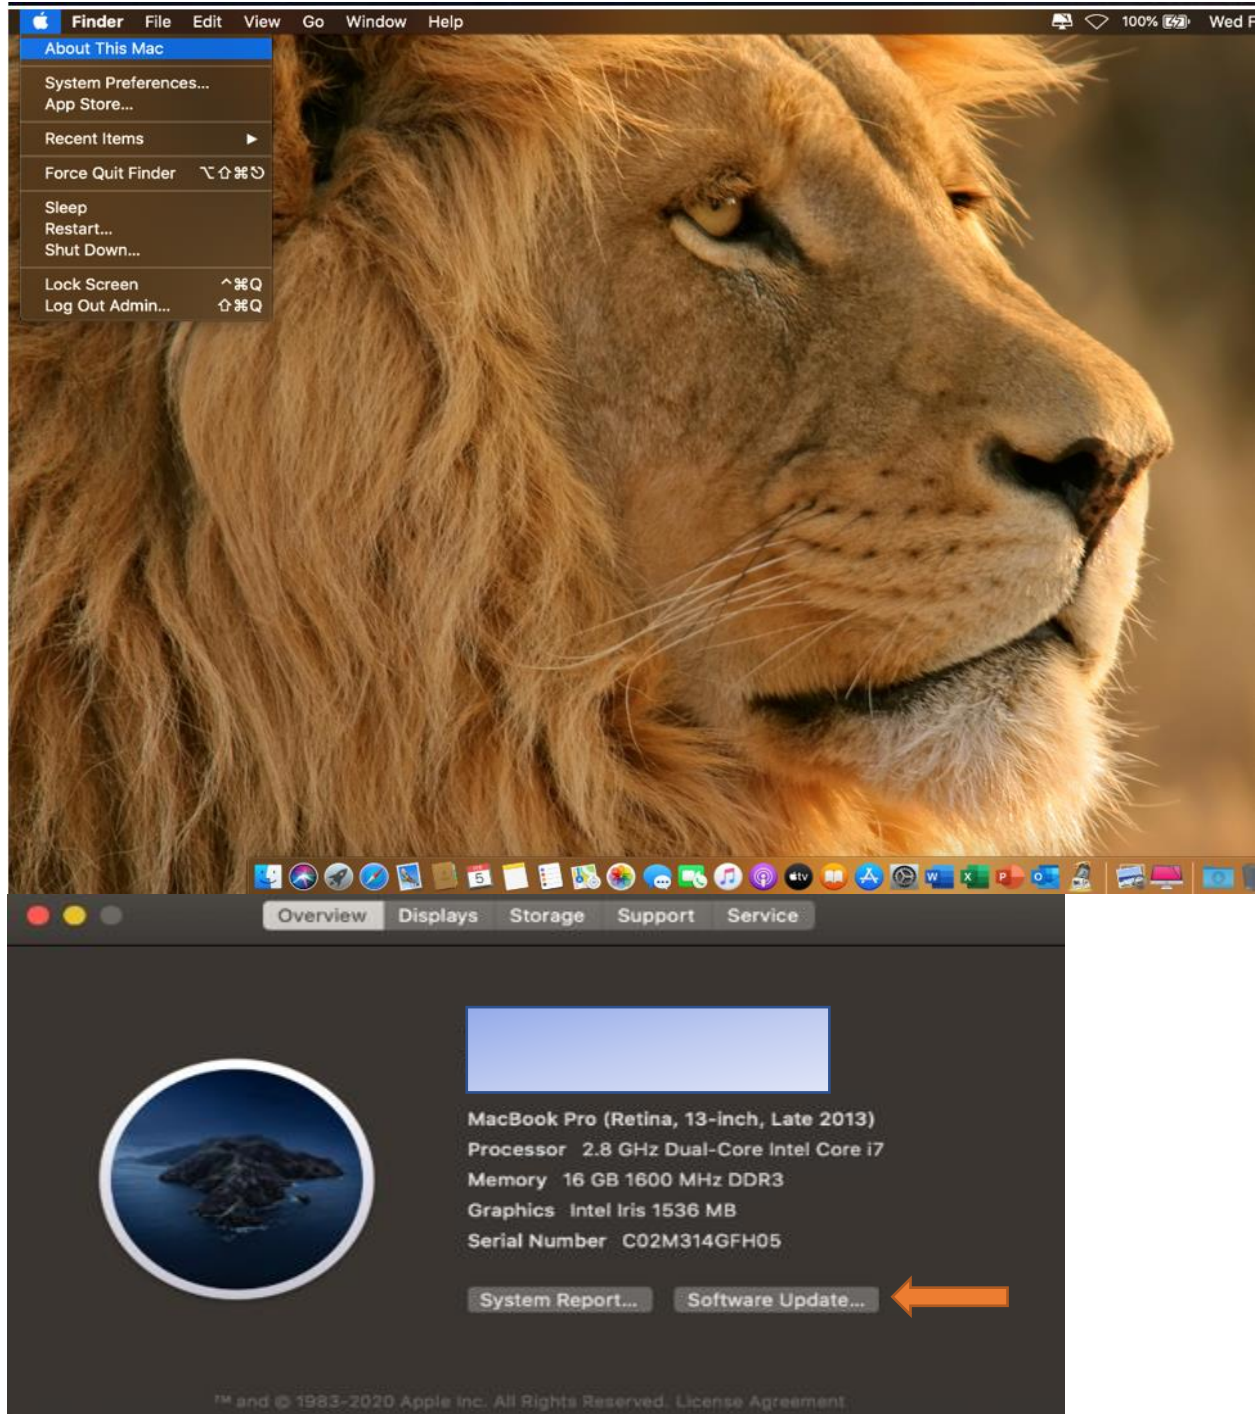 Finder File Edit View Go Window Help 100% Wed F
About This Mac
System Preferences...
App Store...
Recent Items ▶
Force Quit Finder ⌥⇧⌘⎋
Sleep
Restart...
Shut Down...
Lock Screen ^⌘Q
Log Out Admin... ⇧⌘Q
5
W X P O
tv
Overview Displays Storage Support Service
MacBook Pro (Retina, 13-inch, Late 2013)
Processor 2.8 GHz Dual-Core Intel Core i7
Memory 16 GB 1600 MHz DDR3
Graphics Intel Iris 1536 MB
Serial Number C02M314GFH05
System Report... Software Update...
™ and © 1983-2020 Apple Inc. All Rights Reserved. License Agreement